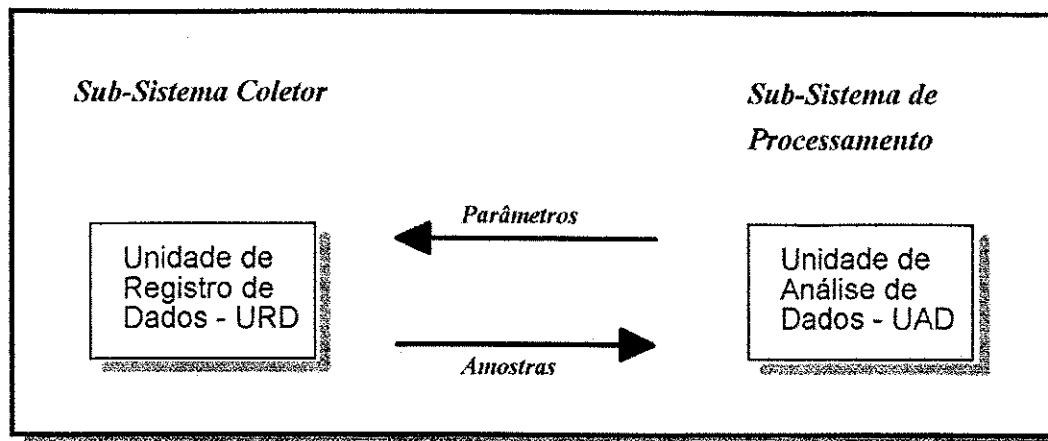 Sub-Sistema Coletor
Sub-Sistema de
Processamento
Parâmetros
Unidade de
Registro de
Dados - URD
Unidade de
Análise de
Dados - UAD
Amostras